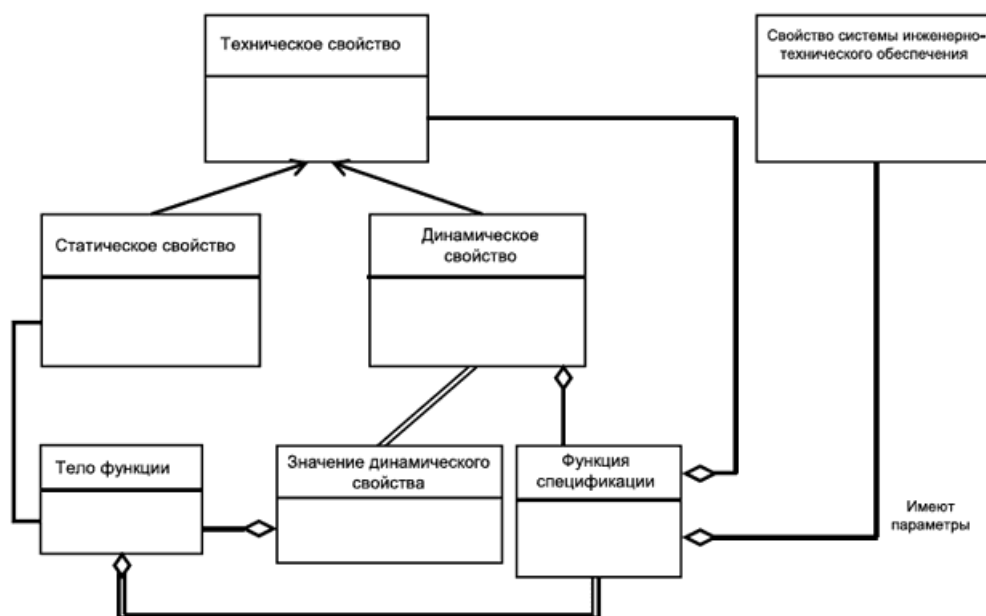 Техническое свойство
Свойство системы инженерно-
технического обеспечения
Статическое свойство
Динамическое
свойство
Тело функции
Значение динамического
свойства
Функция
спецификации
Имеют
параметры